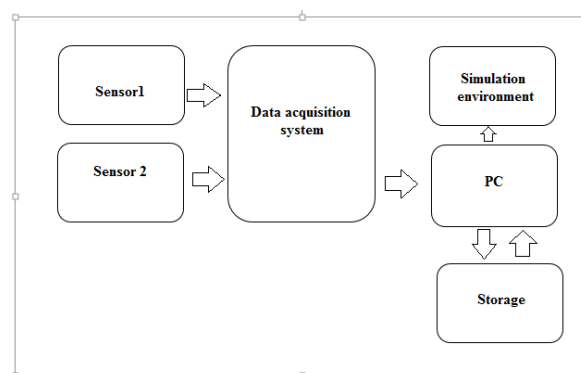 Sensor1
Sensor 2
Data acquisition
system
Simulation
environment
PC
Storage